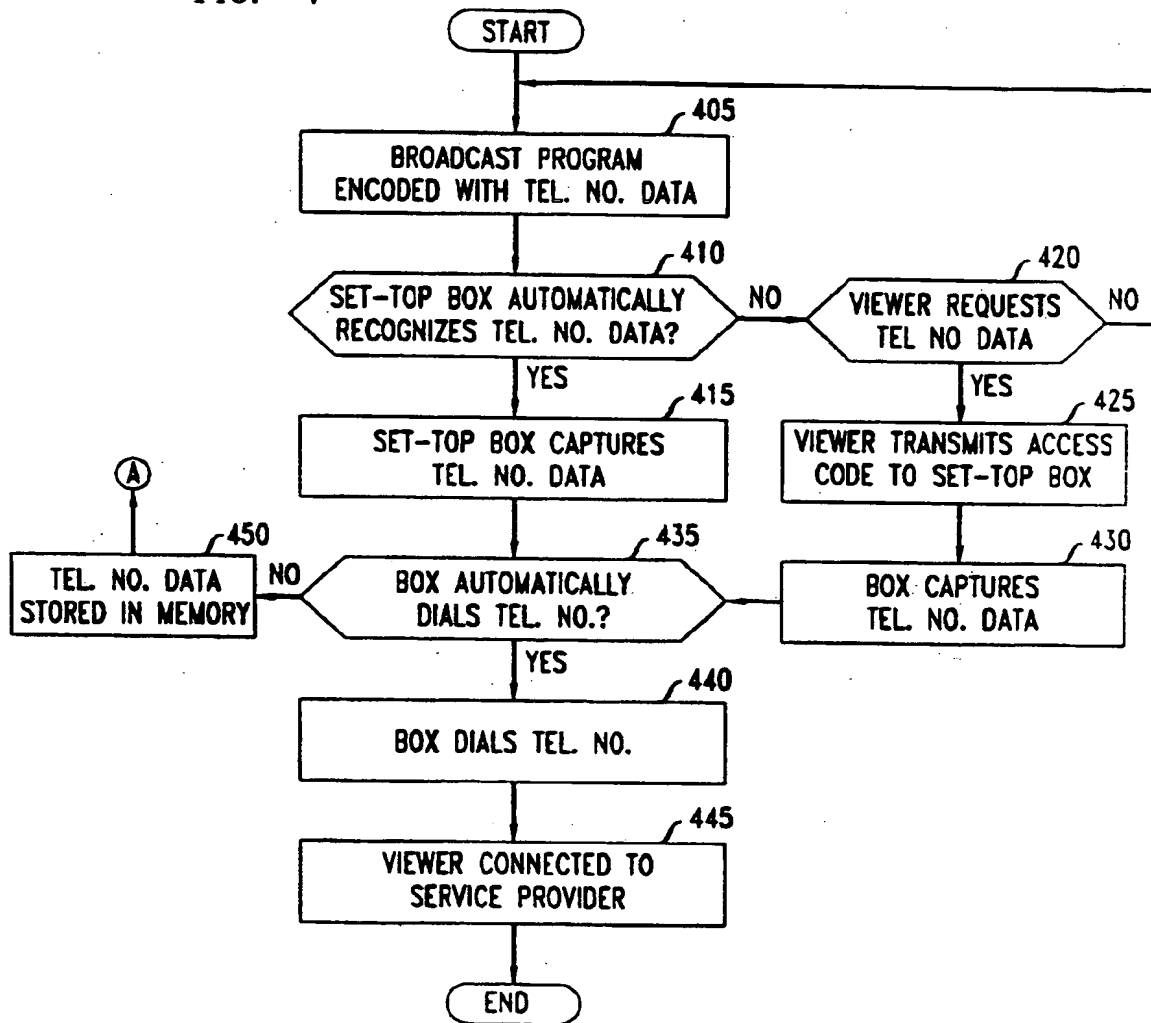 START
405
BROADCAST PROGRAM
ENCODED WITH TEL. NO. DATA
410
SET-TOP BOX AUTOMATICALLY
RECOGNIZES TEL. NO. DATA?
NO
420
VIEWER REQUESTS
TEL NO DATA
NO
YES
YES
415
SET-TOP BOX CAPTURES
TEL. NO. DATA
425
VIEWER TRANSMITS ACCESS
CODE TO SET-TOP BOX
A
450
TEL. NO. DATA
STORED IN MEMORY
NO
435
BOX AUTOMATICALLY
DIALS TEL. NO.?
430
BOX CAPTURES
TEL. NO. DATA
YES
440
BOX DIALS TEL. NO.
445
VIEWER CONNECTED TO
SERVICE PROVIDER
END